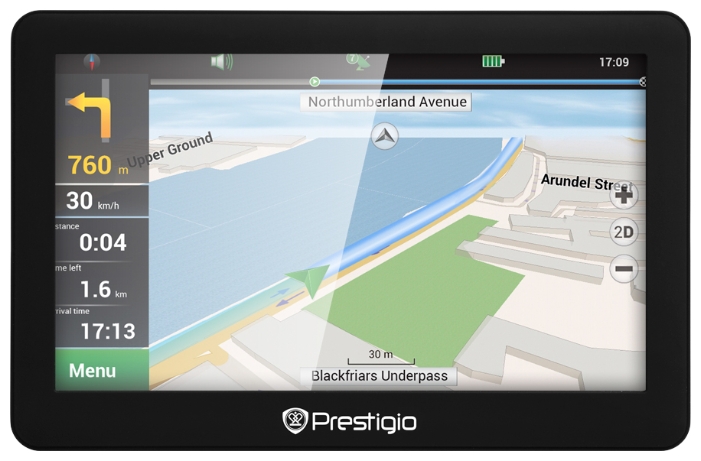 17:09
Northumberland Avenue
760 m
Upper Ground
30 km/h
Arundel Street
stance
0:04
2D
me left
1.6 km
rival time
17:13
30 m
Menu
Blackfriars Underpass
Prestigio